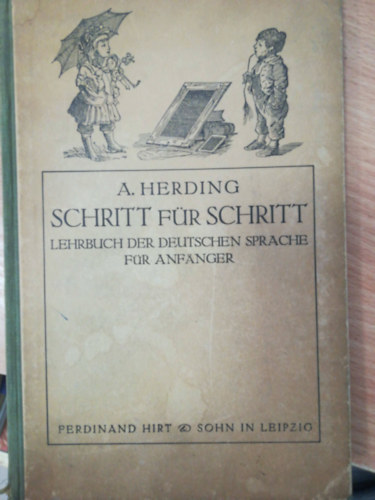 A. HERDING
SCHRITT FÜR SCHRITT
LEHRBUCH DER DEUTSCHEN SPRACHE
FÜR ANFÄNGER
FERDINAND HIRT & SOHN IN LEIPZIG